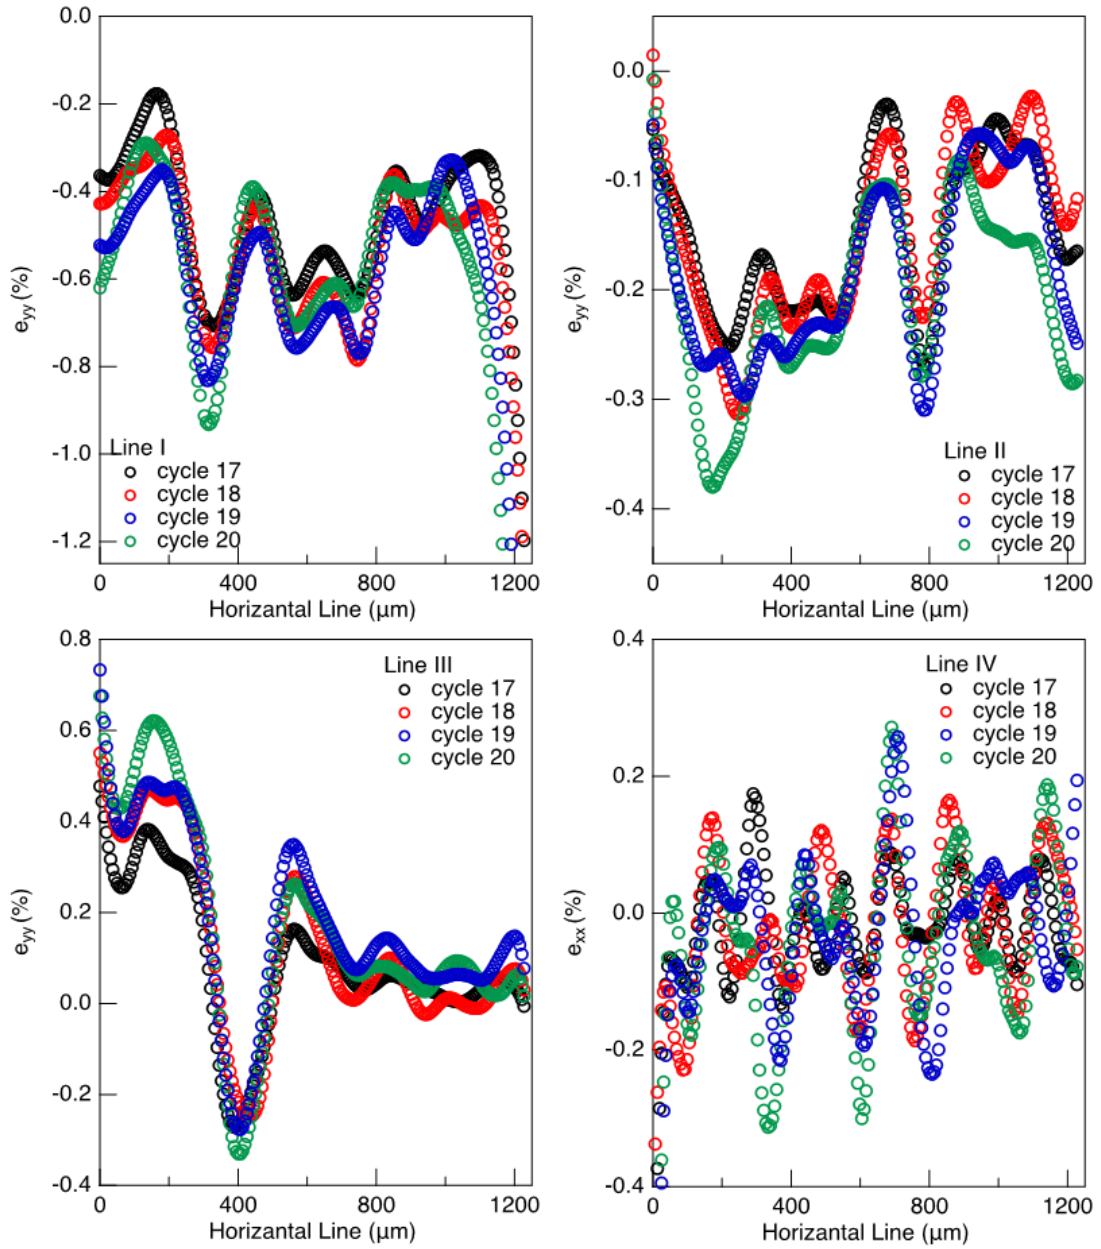 0.0
-0.2
-0.4
-0.6
-0.8
-1.0
-1.2
eyy (%)
Line I
cycle 17
cycle 18
cycle 19
cycle 20
0 400 800 1200
Horizantal Line (µm)
0.0
-0.1
-0.2
-0.3
-0.4
eyy (%)
Line II
cycle 17
cycle 18
cycle 19
cycle 20
0 400 800 1200
Horizantal Line (µm)
0.8
0.6
0.4
0.2
0.0
-0.2
-0.4
eyy (%)
Line III
cycle 17
cycle 18
cycle 19
cycle 20
0 400 800 1200
Horizantal Line (µm)
0.4
0.2
0.0
-0.2
-0.4
exx (%)
Line IV
cycle 17
cycle 18
cycle 19
cycle 20
0 400 800 1200
Horizantal Line (µm)